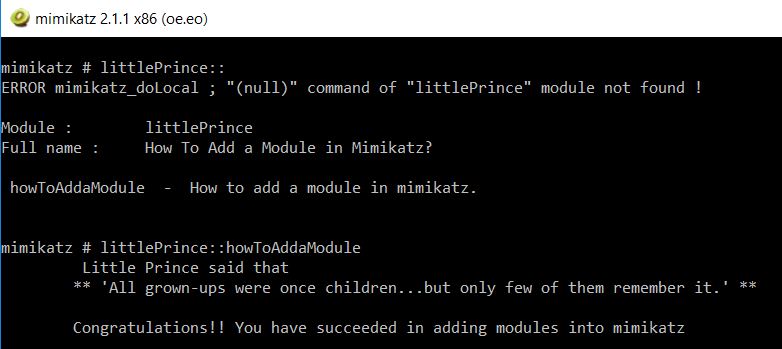 mimikatz 2.1.1 x86 (oe.eo)
mimikatz # littlePrince::
ERROR mimikatz_doLocal ; "(null)" command of "littlePrince" module not found !
Module : littlePrince
Full name : How To Add a Module in Mimikatz?
howToAddaModule - How to add a module in mimikatz.
mimikatz # littlePrince::howToAddaModule
Little Prince said that
** 'All grown-ups were once children...but only few of them remember it.' **
Congratulations!! You have succeeded in adding modules into mimikatz